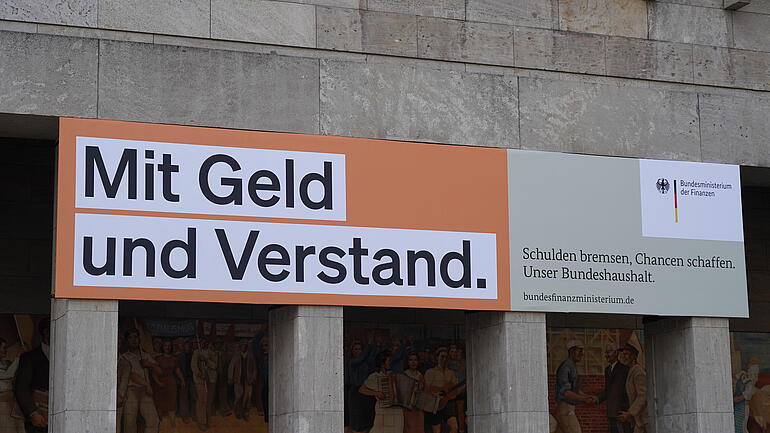 Mit Geld
und Verstand.
Bundesministerium
der Finanzen
Schulden bremsen, Chancen schaffen.
Unser Bundeshaushalt.
bundesfinanzministerium.de